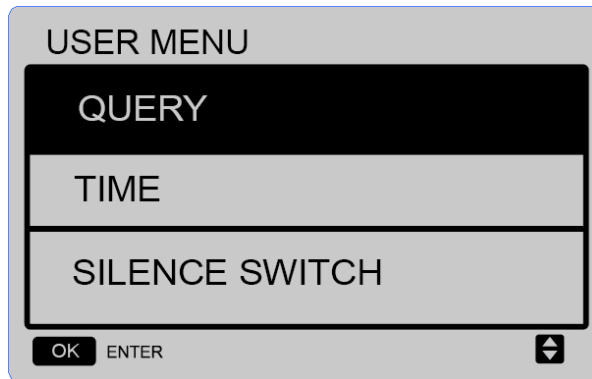 USER MENU
QUERY
TIME
SILENCE SWITCH
OK ENTER